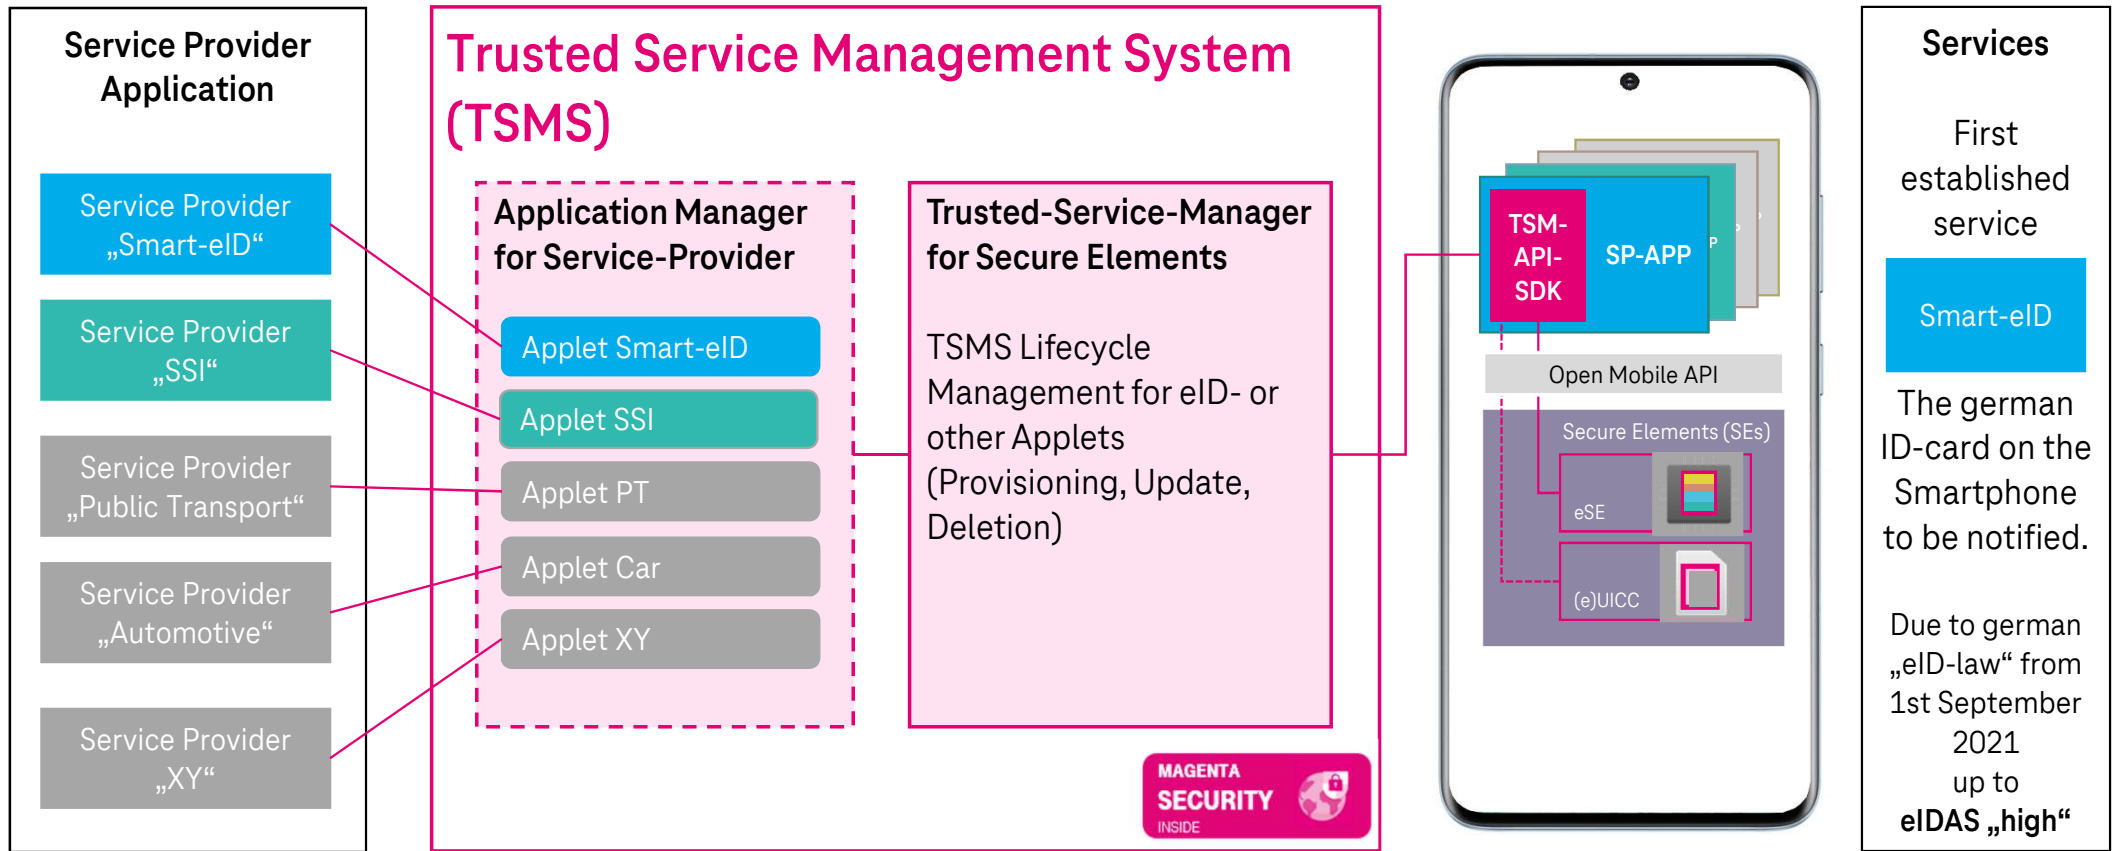 Service Provider
Application
Service Provider
„Smart-eID“
Service Provider
„SSI“
Service Provider
„Public Transport“
Service Provider
„Automotive“
Service Provider
„XY“
Trusted Service Management System
(TSMS)
Application Manager
for Service-Provider
Applet Smart-eID
Applet SSI
Applet PT
Applet Car
Applet XY
Trusted-Service-Manager
for Secure Elements
TSMS Lifecycle
Management for eID- or
other Applets
(Provisioning, Update,
Deletion)
MAGENTA
SECURITY
INSIDE
TSM-
API-
SDK
SP-APP
P
P
Open Mobile API
Secure Elements (SEs)
eSE
(e)UICC
Services
First
established
service
Smart-eID
The german
ID-card on the
Smartphone
to be notified.
Due to german
„eID-law“ from
1st September
2021
up to
eIDAS „high“